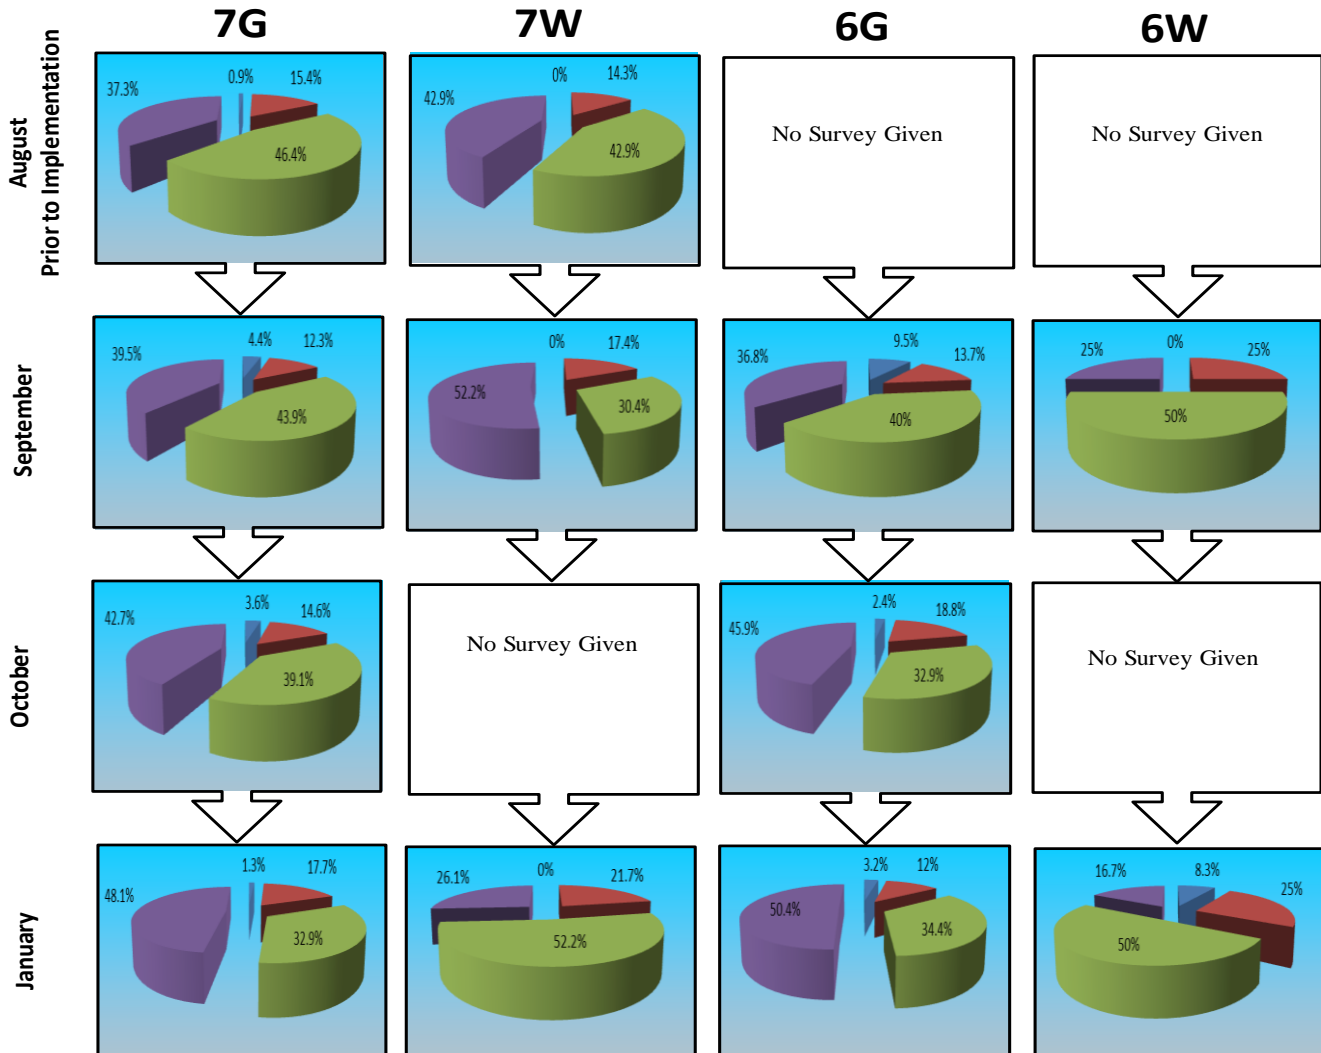 7G 7W 6G 6W
August
Prior to Implementation
37.3% 0.9% 15.4% 46.4%
42.9% 0% 14.3% 42.9%
No Survey Given
No Survey Given
September
39.5% 4.4% 12.3% 43.9%
52.2% 0% 17.4% 30.4%
36.8% 9.5% 13.7% 40%
25% 0% 25% 50%
October
42.7% 3.6% 14.6% 39.1%
No Survey Given
45.9% 2.4% 18.8% 32.9%
No Survey Given
January
48.1% 1.3% 17.7% 32.9%
26.1% 0% 21.7% 52.2%
50.4% 3.2% 12% 34.4%
16.7% 8.3% 25% 50%